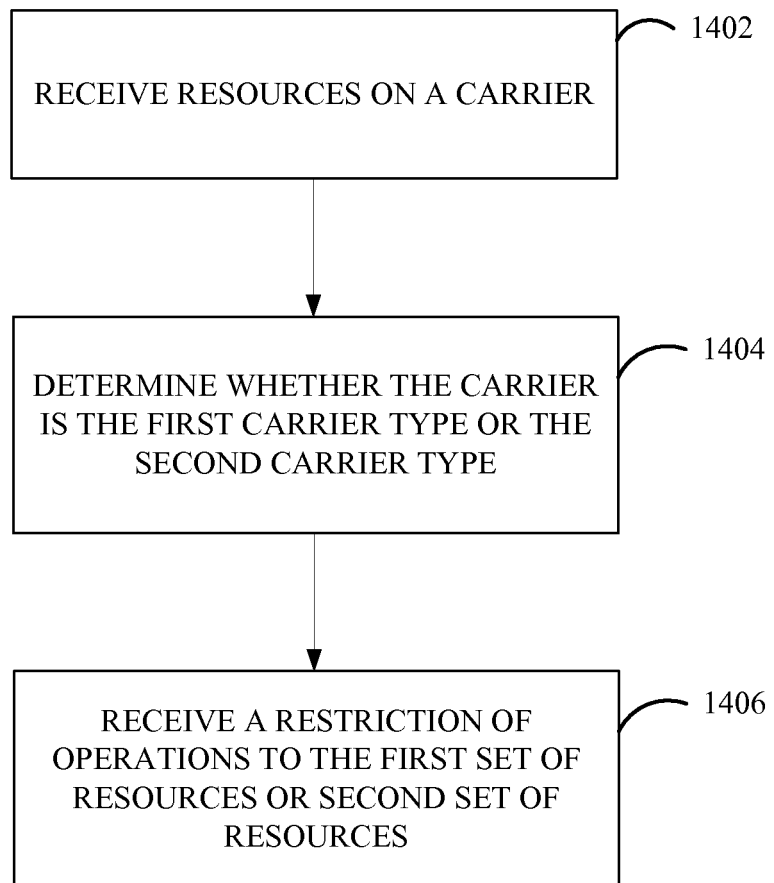 1402
RECEIVE RESOURCES ON A CARRIER
1404
DETERMINE WHETHER THE CARRIER
IS THE FIRST CARRIER TYPE OR THE
SECOND CARRIER TYPE
1406
RECEIVE A RESTRICTION OF
OPERATIONS TO THE FIRST SET OF
RESOURCES OR SECOND SET OF
RESOURCES